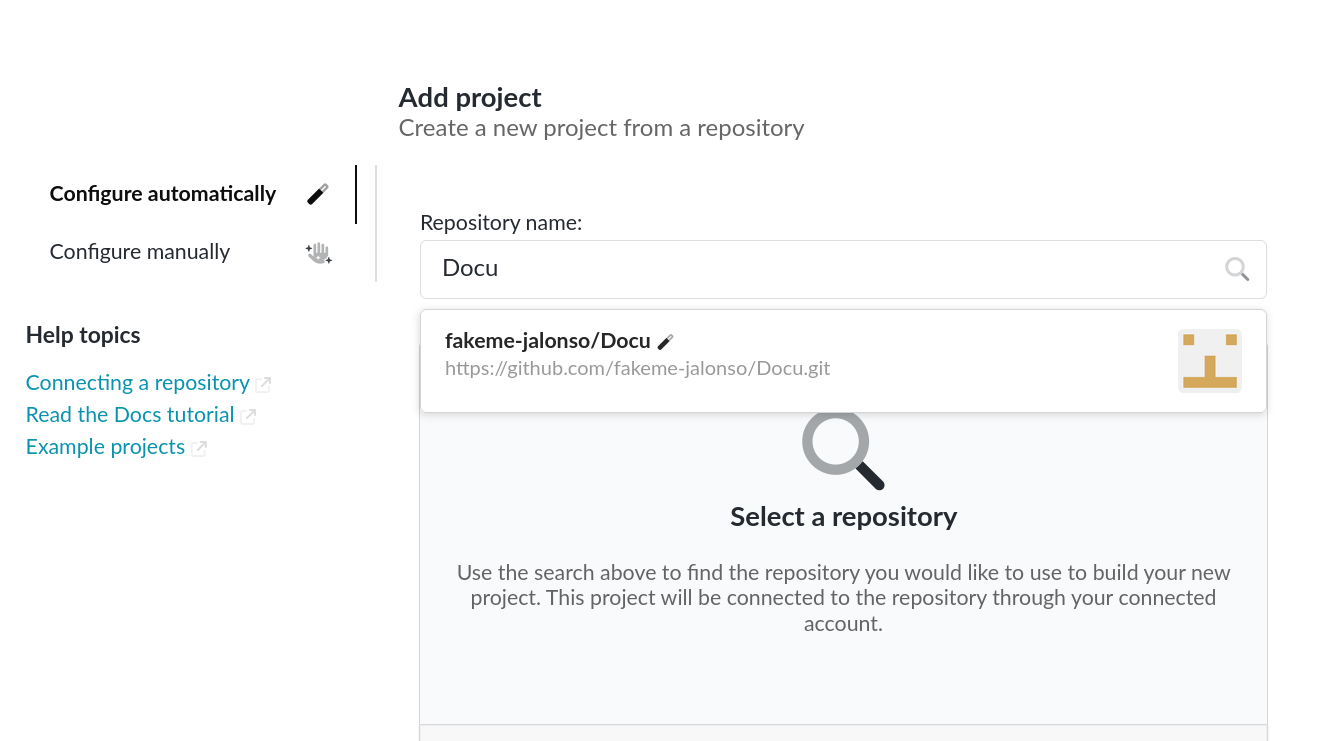 Add project
Create a new project from a repository
Configure automatically
Configure manually
Help topics
Connecting a repository
Read the Docs tutorial
Example projects
Repository name:
Docu
fakeme-jalonso/Docu
https://github.com/fakeme-jalonso/Docu.git
Select a repository
Use the search above to find the repository you would like to use to build your new
project. This project will be connected to the repository through your connected
account.